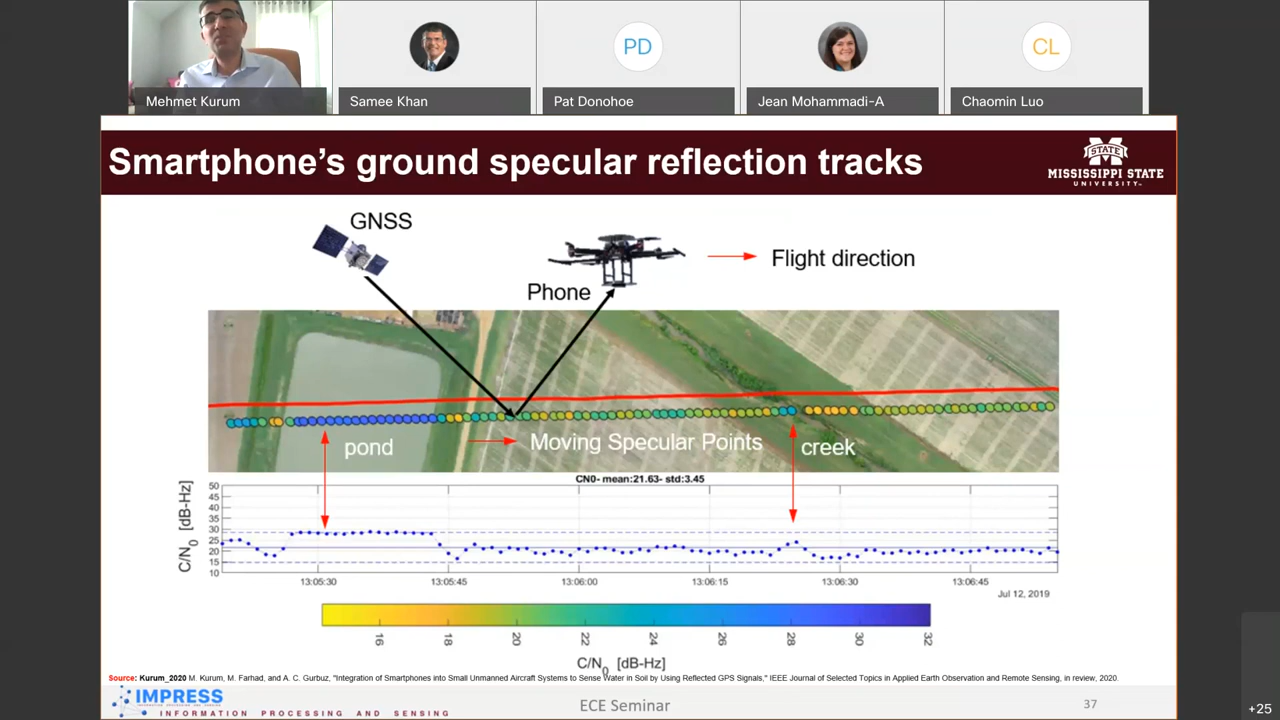 Mehmet Kurum
Samee Khan
PD
Pat Donohoe
Jean Mohammadi-A
CL
Chaomin Luo
Smartphone's ground specular reflection tracks
STATE
MISSISSIPPI STATE
UNIVERSITY™
GNSS
Phone
Flight direction
pond
Moving Specular Points
creek
CN0- mean:21.63- std:3.45
C/N0 [dB-Hz]
50
45
40
35
30
25
20
15
10
13:05:30
13:05:45
13:06:00
13:06:15
13:06:30
13:06:45
Jul 12, 2019
16
18
20
22
24
26
28
30
32
C/N0 [dB-Hz]
Source: Kurum_2020 M. Kurum, M. Farhad, and A. C. Gurbuz, "Integration of Smartphones into Small Unmanned Aircraft Systems to Sense Water in Soil by Using Reflected GPS Signals," IEEE Journal of Selected Topics in Applied Earth Observation and Remote Sensing, in review, 2020.
IMPRESS
INFORMATION PROCESSING AND SENSING
ECE Seminar
37
+25